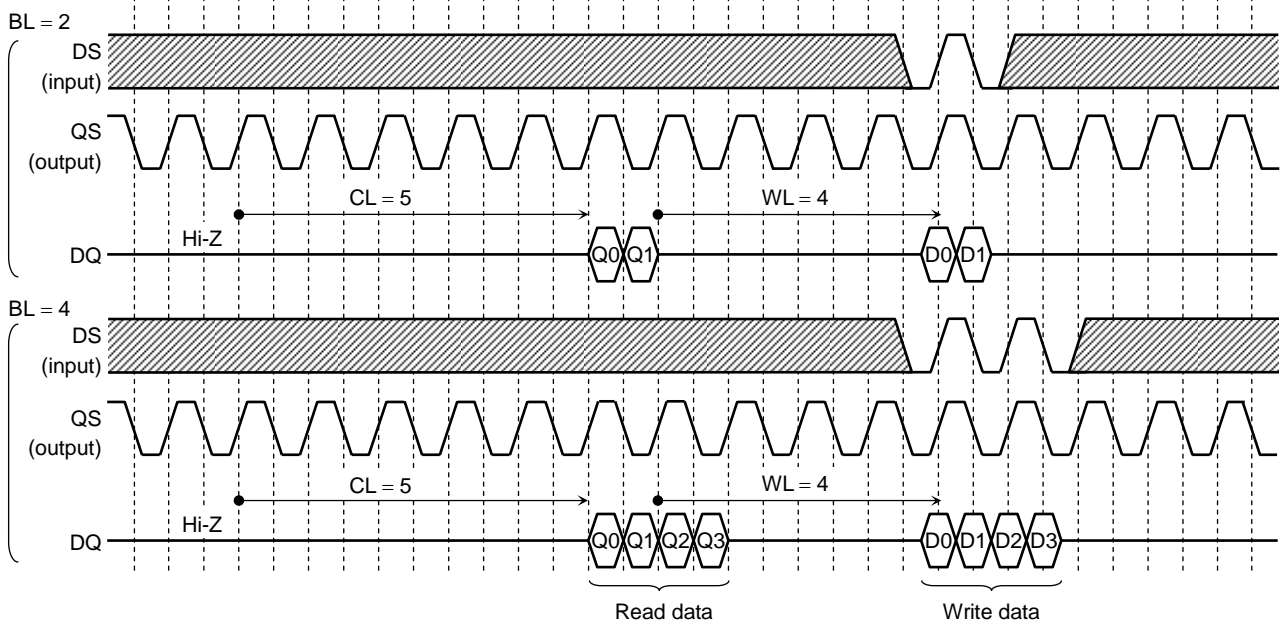 BL = 2
DS
(input)
QS
(output)
CL = 5
WL = 4
Hi-Z
DQ
Q0 Q1
D0 D1
BL = 4
DS
(input)
QS
(output)
CL = 5
WL = 4
Hi-Z
DQ
Q0 Q1 Q2 Q3
D0 D1 D2 D3
Read data
Write data